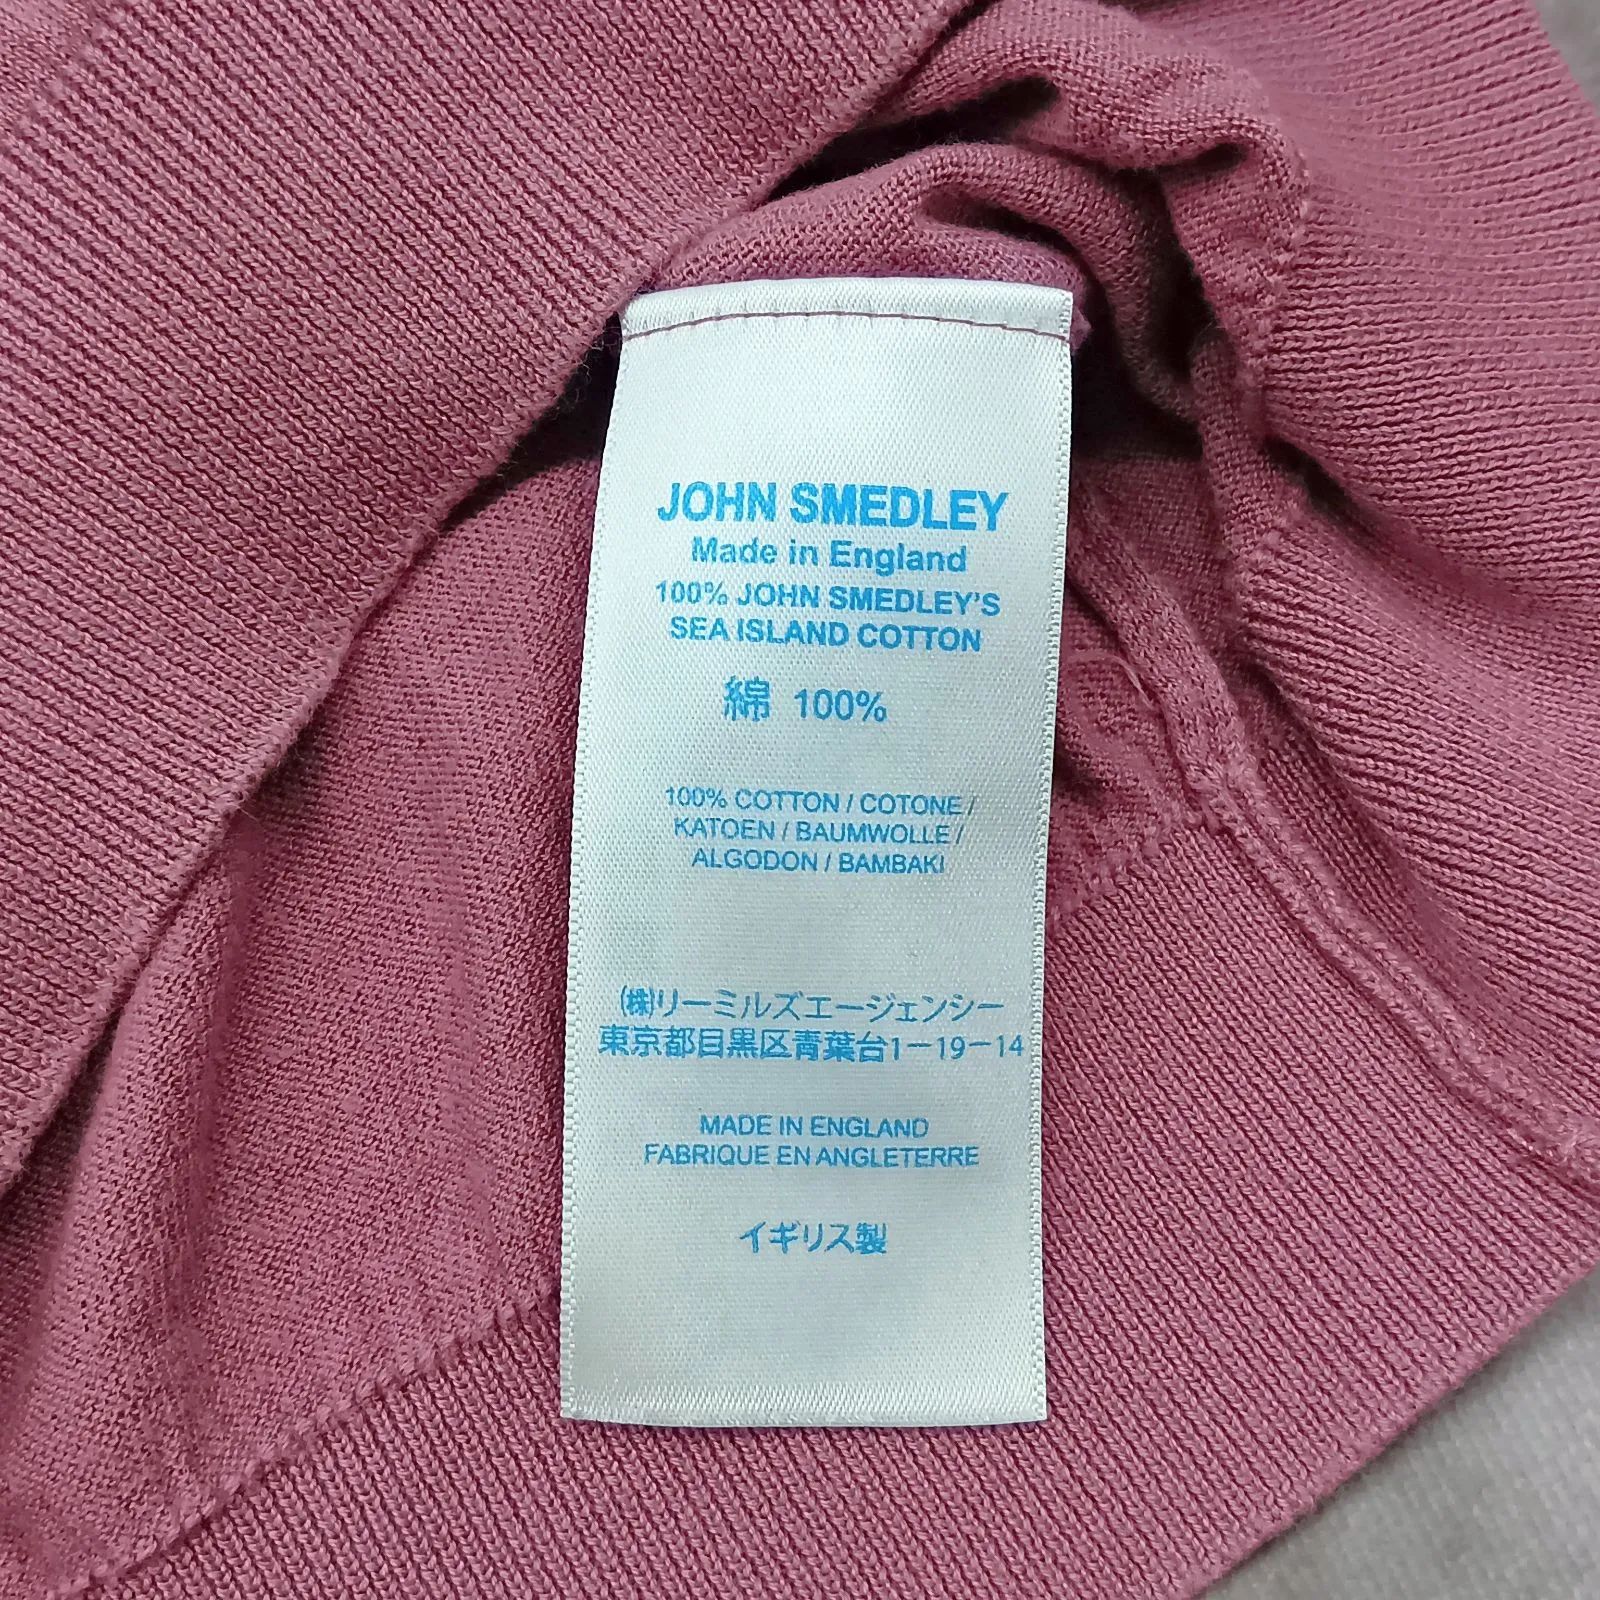 JOHN SMEDLEY
Made in England
100% JOHN SMEDLEY'S
SEA ISLAND COTTON
綿 100%
100% COTTON / COTONE /
KATOEN / BAUMWOLLE /
ALGODON / BAMBAKI
(株)リーミルズエージェンシー
東京都目黒区青葉台1－19－14
MADE IN ENGLAND
FABRIQUE EN ANGLETERRE
イギリス製